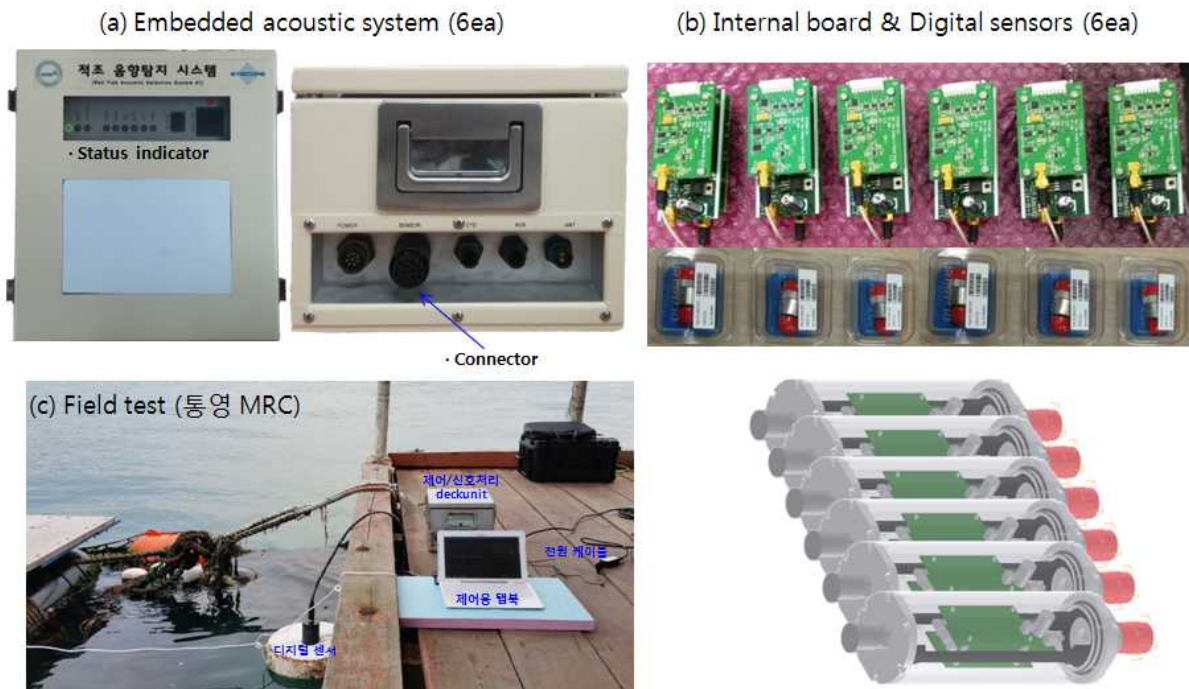 (a) Embedded acoustic system (6ea)
(b) Internal board & Digital sensors (6ea)
적조 음향탐지 시스템
· Status indicator
POWER
SENSOR
CTD
ANT
· Connector
(c) Field test (통영 MRC)
제어/신호처리
deckunit
전원 케이블
제어용 탭북
디지털 센서